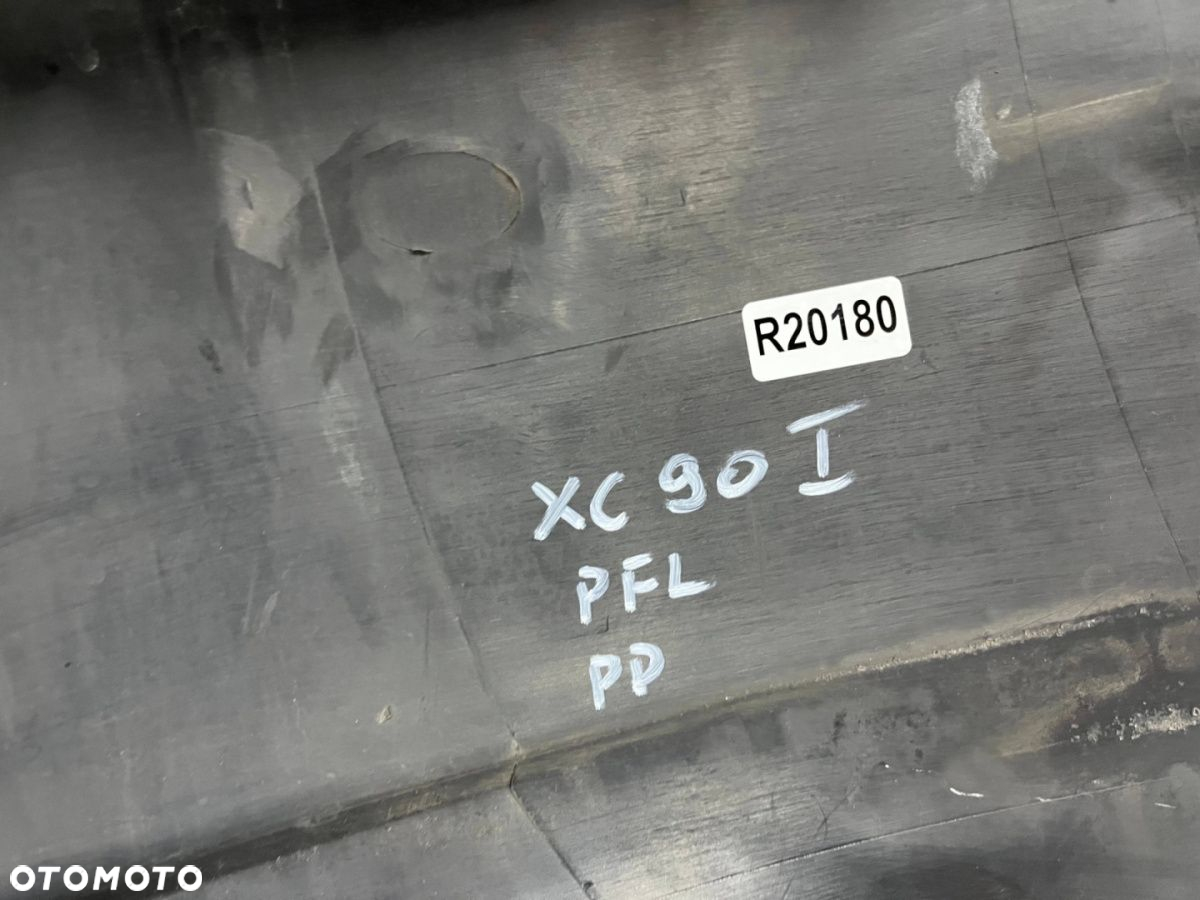 R20180
XC 90 I
PFL
PP
OTOMOTO